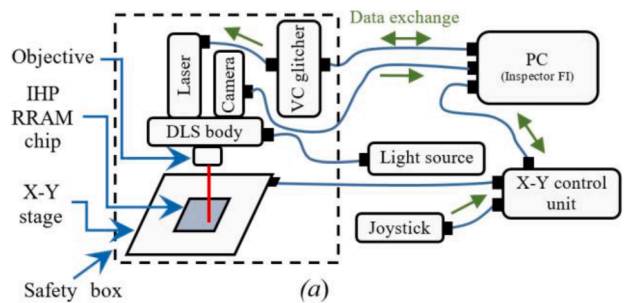 Data exchange
Objective
IHP
RRAM
chip
X-Y
stage
Safety box
Laser
Camera
VC glitcher
DLS body
PC
(Inspector FI)
Light source
X-Y control
unit
Joystick
(a)